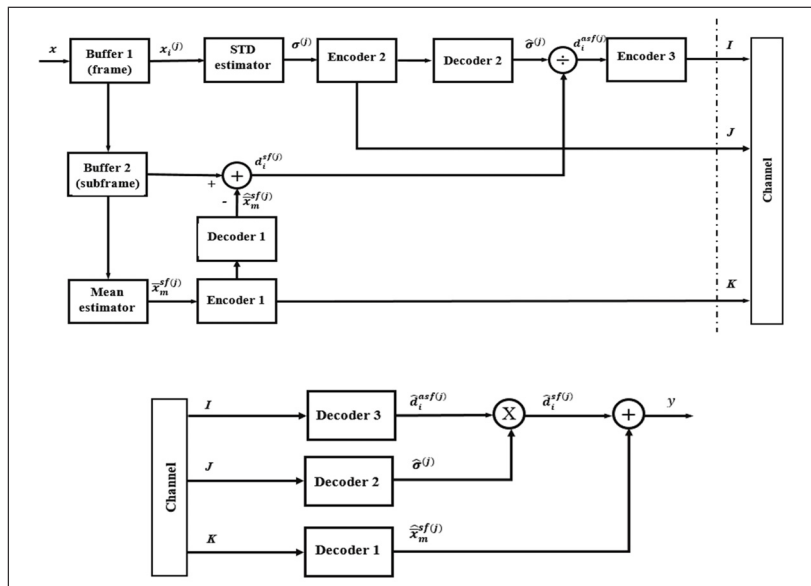 x
Buffer 1
(frame)
x_i^(j)
STD
estimator
σ^(j)
Encoder 2
Decoder 2
σ̂^(j)
÷
d_i^asf(j)
Encoder 3
I
J
Channel
Buffer 2
(subframe)
+
+
-
d_i^sf(j)
x̄̂_m^sf(j)
Decoder 1
Mean
estimator
x̄_m^sf(j)
Encoder 1
K
Channel
I
Decoder 3
d̂_i^asf(j)
X
d̂_i^sf(j)
+
y
J
Decoder 2
σ̂^(j)
K
Decoder 1
x̄̂_m^sf(j)